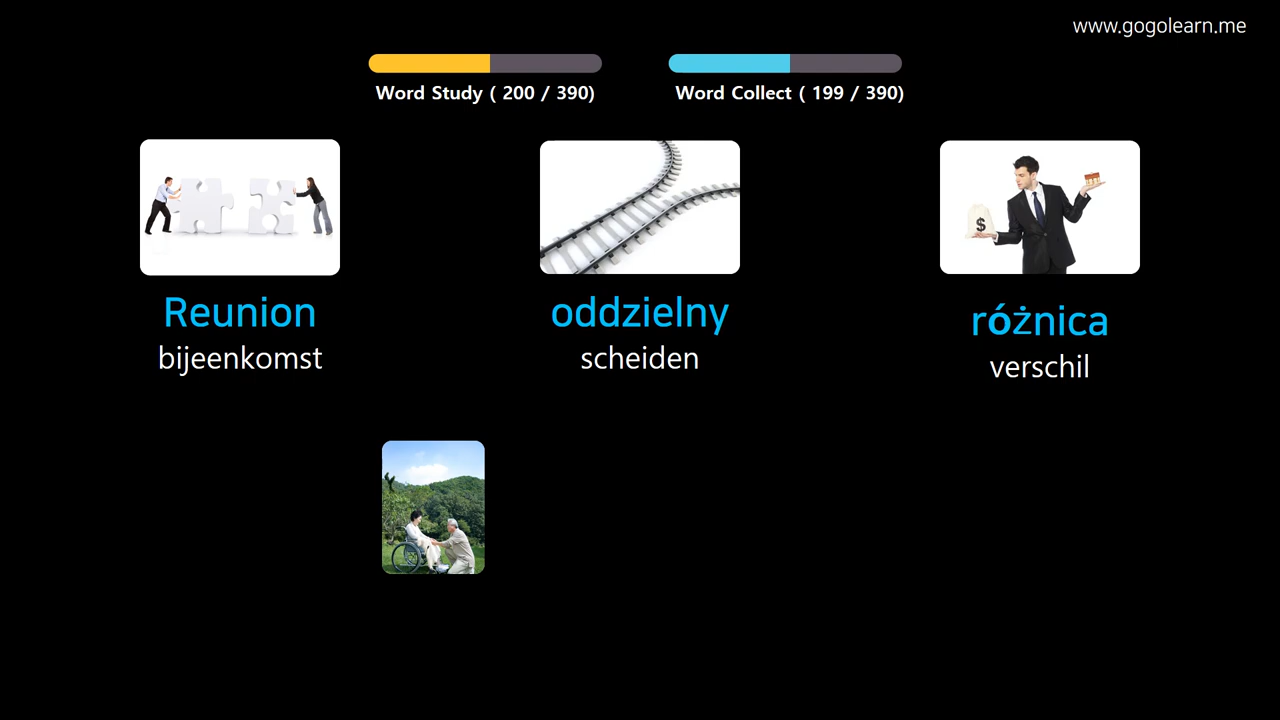 www.gogolearn.me
Word Study ( 200 / 390)
Word Collect ( 199 / 390)
Reunion
bijeenkomst
oddzielny
scheiden
różnica
verschil